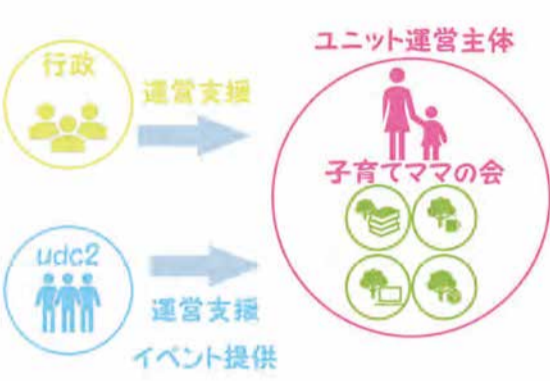 ユニット運営主体
行政
運営支援
子育てママの会
udc2
運営支援
イベント提供